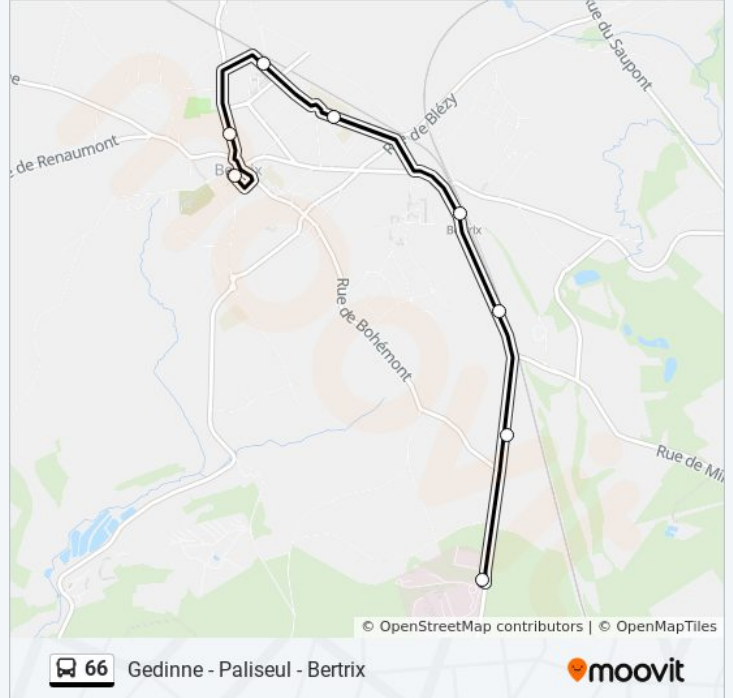 Rue du Saupont
e
Rue de Blézy
e de Renaumont
Bertrix
Bertrix
Rue de Bohémont
Rue de Mi
© OpenStreetMap contributors | © OpenMapTiles
66 Gedinne - Paliseul - Bertrix
moovit